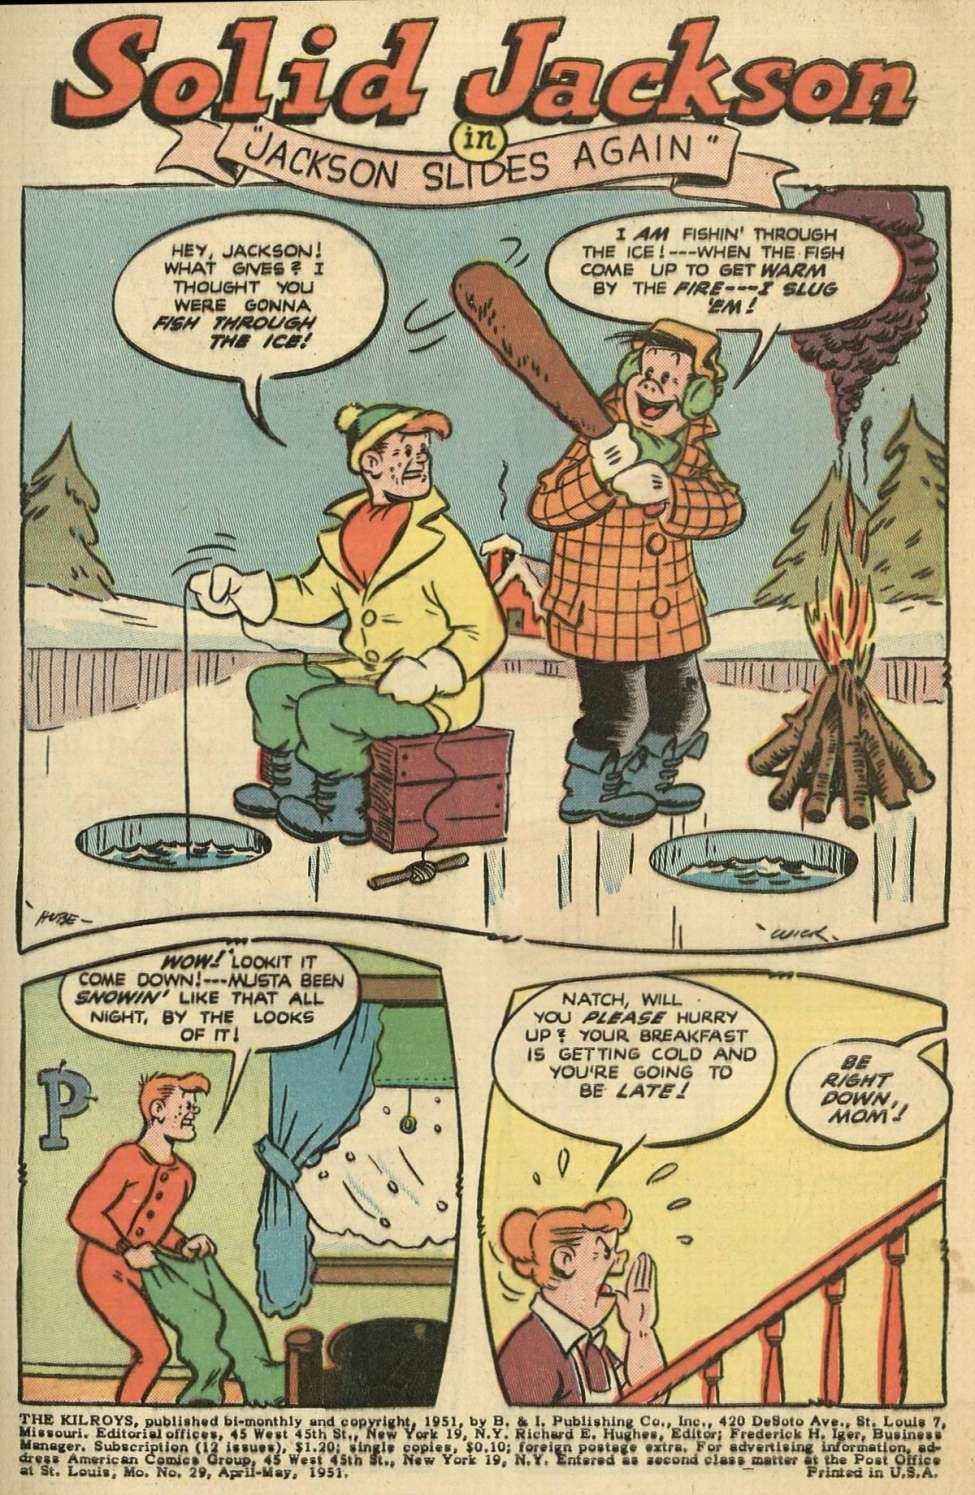 Solid Jackson
in
"JACKSON SLIDES AGAIN"
HEY, JACKSON!
WHAT GIVES? I
THOUGHT YOU
WERE GONNA
FISH THROUGH
THE ICE!
I AM FISHIN' THROUGH
THE ICE!---WHEN THE FISH
COME UP TO GET WARM
BY THE FIRE---I SLUG
'EM!
'HUBE-
'WICK-
WOW! LOOKIT IT
COME DOWN!---MUSTA BEEN
SNOWIN' LIKE THAT ALL
NIGHT, BY THE LOOKS
OF IT!
P
NATCH, WILL
YOU PLEASE HURRY
UP? YOUR BREAKFAST
IS GETTING COLD AND
YOU'RE GOING TO
BE LATE!
BE
RIGHT
DOWN,
MOM!
THE KILROYS, published bi-monthly and copyright, 1951, by B. & I. Publishing Co., Inc., 420 DeSoto Ave., St. Louis 7,
Missouri. Editorial offices, 45 West 45th St., New York 19, N.Y. Richard E. Hughes, Editor; Frederick H. Iger, Business
Manager. Subscription (12 issues), $1.20; single copies, $0.10; foreign postage extra. For advertising information, ad-
dress American Comics Group, 45 West 45th St., New York 19, N.Y. Entered as second class matter at the Post Office
at St. Louis, Mo. No. 29, April-May, 1951. Printed in U.S.A.